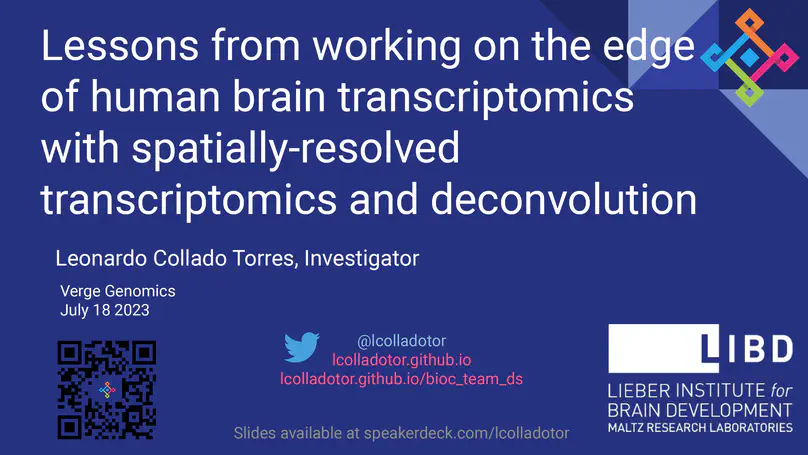 Lessons from working on the edge
of human brain transcriptomics
with spatially-resolved
transcriptomics and deconvolution
Leonardo Collado Torres, Investigator
Verge Genomics
July 18 2023
@lcolladotor
lcolladotor.github.io
lcolladotor.github.io/bioc_team_ds
LIBD
LIEBER INSTITUTE for
BRAIN DEVELOPMENT
MALTZ RESEARCH LABORATORIES
Slides available at speakerdeck.com/lcolladotor